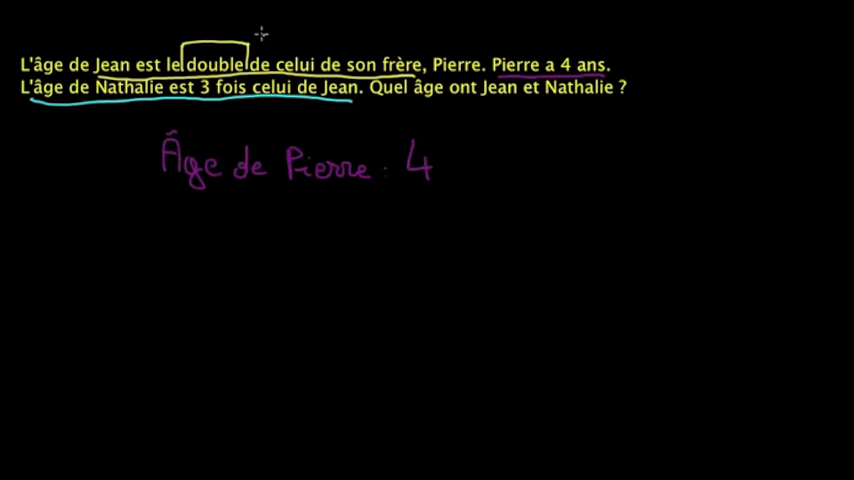 L'âge de Jean est le double de celui de son frère, Pierre. Pierre a 4 ans.
L'âge de Nathalie est 3 fois celui de Jean. Quel âge ont Jean et Nathalie ?
Âge de Pierre : 4